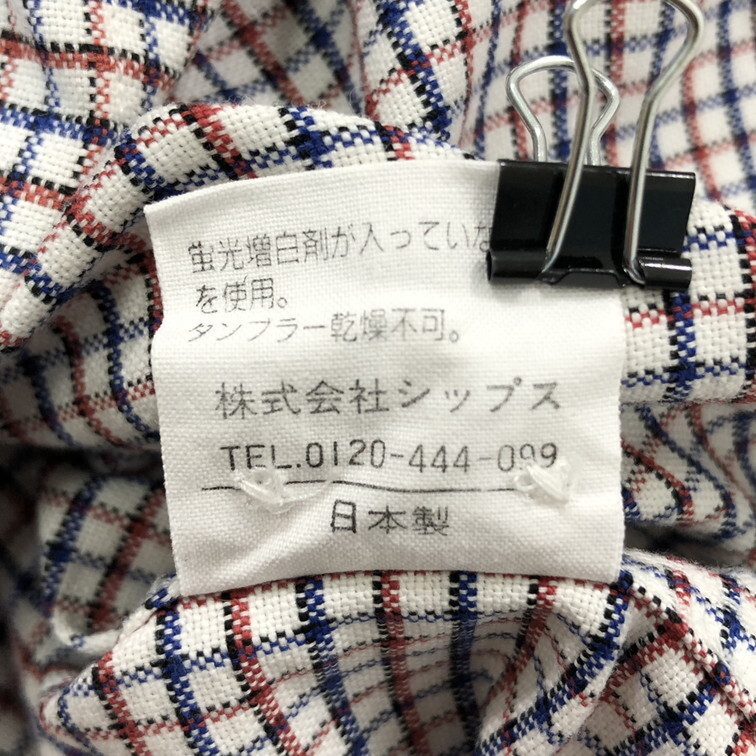 蛍光増白剤が入っていな
を使用。
タンブラー乾燥不可。
株式会社シップス
TEL.0120-444-099
日本製